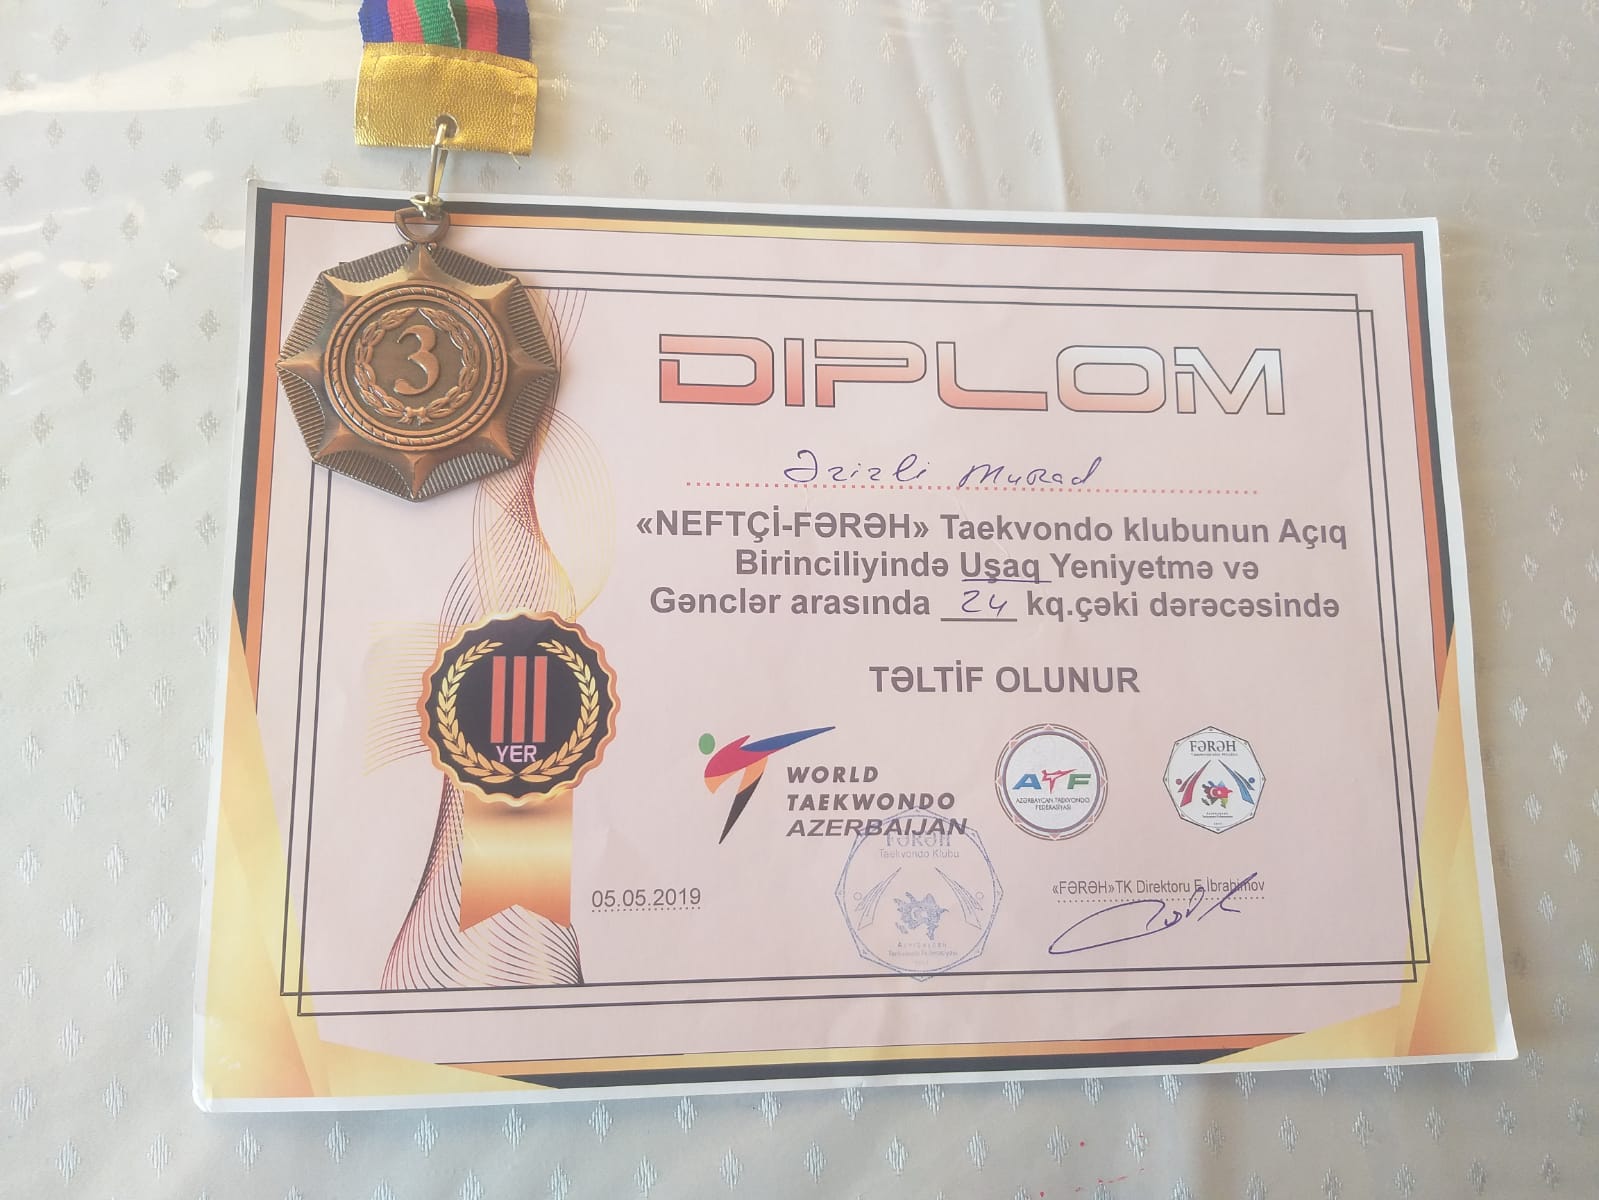 3
DIPLOM
Əzizli Murad
«NEFTÇİ-FƏRƏH» Taekvondo klubunun Açıq
Birinciliyində Uşaq Yeniyetmə və
Gənclər arasında 24 kq.çəki dərəcəsində
TƏLTİF OLUNUR
III
YER
WORLD
TAEKWONDO
AZERBAIJAN
ATF
AZƏRBAYCAN TAEKVONDO
FEDERASİYASI
FƏRƏH
FƏRƏH
Taekvondo Klubu
05.05.2019
«FƏRƏH»TK Direktoru E.İbrahimov